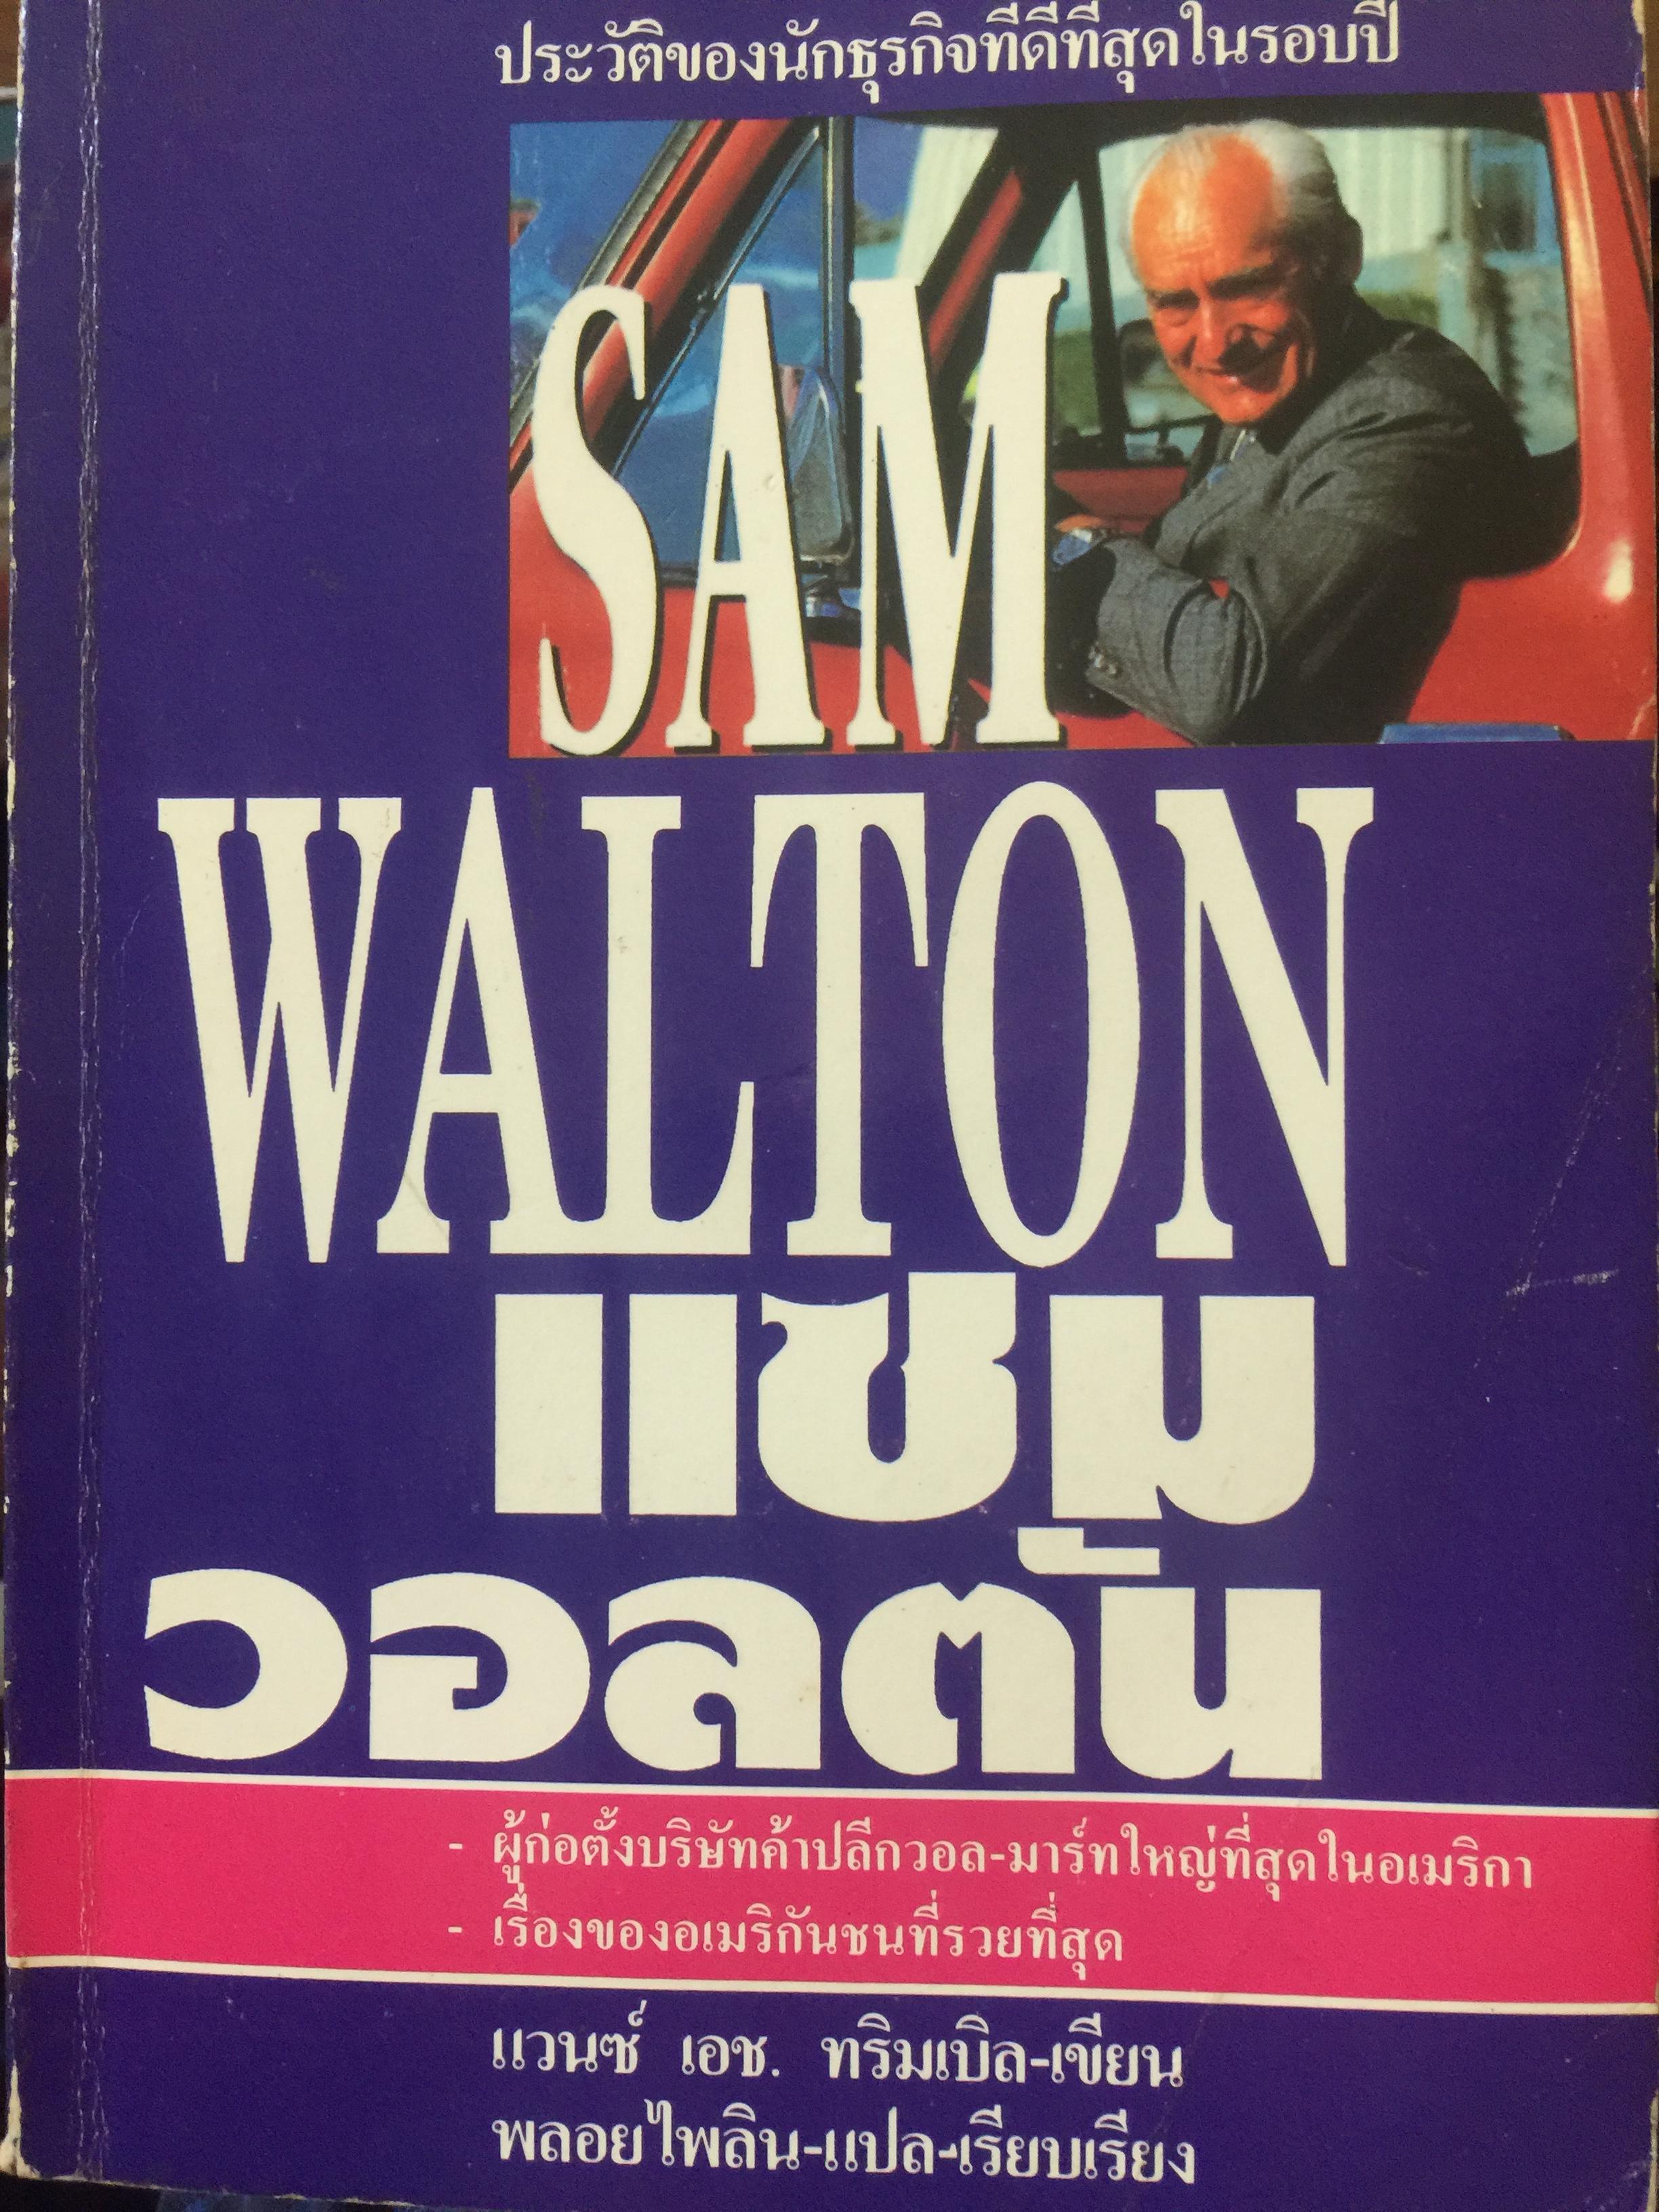 ประวัติของนักธุรกิจที่ดีที่สุดในรอบปี
SAM
WALTON
แซม
วอลตัน
- ผู้ก่อตั้งบริษัทค้าปลีกวอล-มาร์ทใหญ่ที่สุดในอเมริกา
- เรื่องของอเมริกันชนที่รวยที่สุด
แวนซ์ เอช. ทริมเบิล-เขียน
พลอยไพลิน-แปล-เรียบเรียง